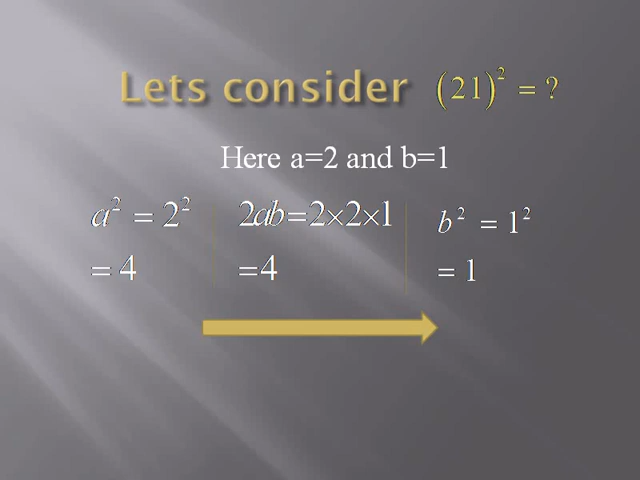 Lets consider (21)² = ?
Here a=2 and b=1
a² = 2² 2ab=2×2×1 b² = 1²
= 4 =4 = 1